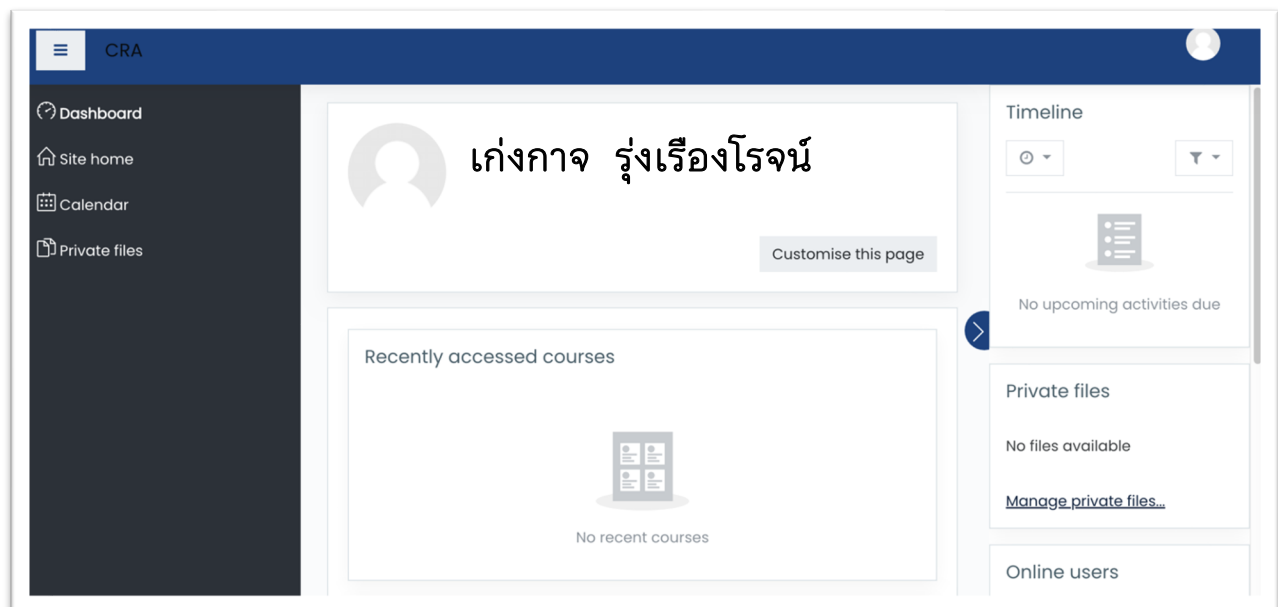 CRA
Dashboard
Site home
Calendar
Private files
เก่งกาจ รุ่งเรืองโรจน์
Customise this page
Recently accessed courses
No recent courses
Timeline
No upcoming activities due
Private files
No files available
Manage private files...
Online users